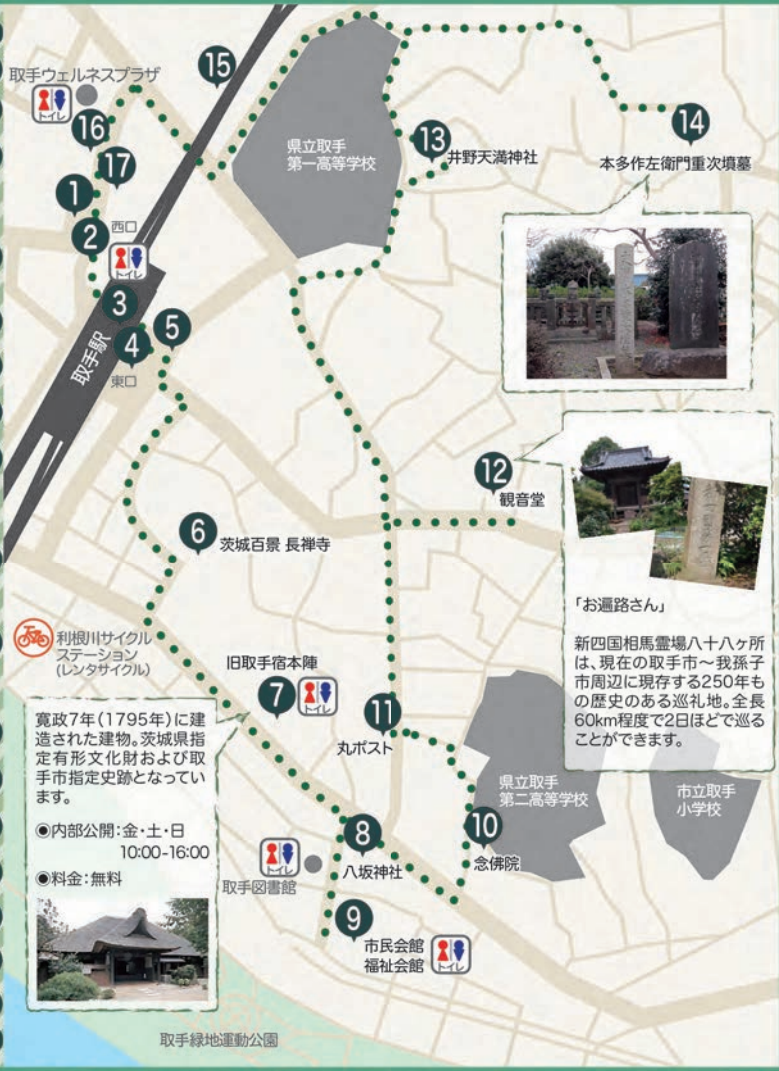 15
取手ウェルネスプラザ
トイレ
16
県立取手
第一高等学校
13
井野天満神社
14
本多作左衛門重次墳墓
17
1
2
西口
トイレ
3
4
5
取手駅
東口
12
観音堂
6
茨城百景 長禅寺
「お遍路さん」
新四国相馬霊場八十八ヶ所
は、現在の取手市~我孫子
市周辺に現存する250年も
の歴史のある巡礼地。全長
60km程度で2日ほどで巡る
ことができます。
利根川サイクル
ステーション
(レンタサイクル)
旧取手宿本陣
7
トイレ
11
丸ポスト
寛政7年(1795年)に建
造された建物。茨城県指
定有形文化財および取
手市指定史跡となってい
ます。
◉内部公開:金・土・日
10:00-16:00
◉料金:無料
県立取手
第二高等学校
市立取手
小学校
10
念佛院
8
八坂神社
トイレ
取手図書館
9
市民会館
福祉会館
トイレ
取手緑地運動公園